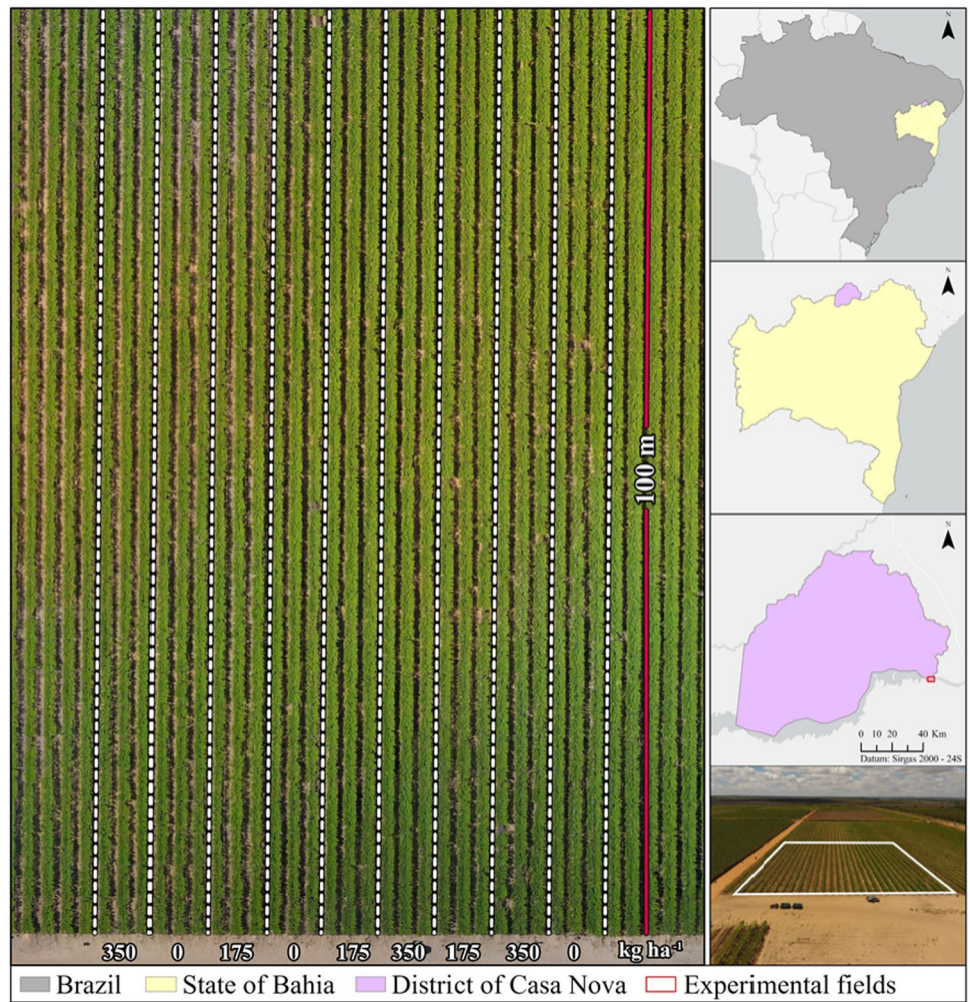 100 m
350 0 175 0 175 350 175 350 0 kg ha⁻¹
N
N
N
0 10 20 40 Km
Datum: Sirgas 2000 - 24S
Brazil State of Bahia District of Casa Nova Experimental fields